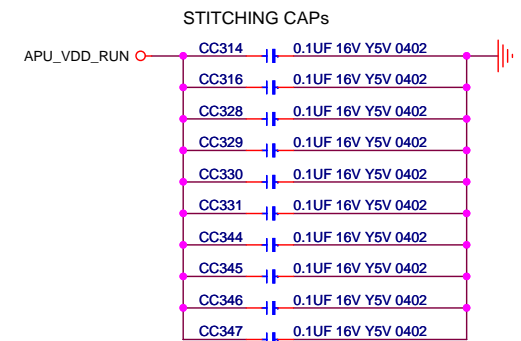 STITCHING CAPs
APU_VDD_RUN CC314 0.1UF 16V Y5V 0402
CC316 0.1UF 16V Y5V 0402
CC328 0.1UF 16V Y5V 0402
CC329 0.1UF 16V Y5V 0402
CC330 0.1UF 16V Y5V 0402
CC331 0.1UF 16V Y5V 0402
CC344 0.1UF 16V Y5V 0402
CC345 0.1UF 16V Y5V 0402
CC346 0.1UF 16V Y5V 0402
CC347 0.1UF 16V Y5V 0402